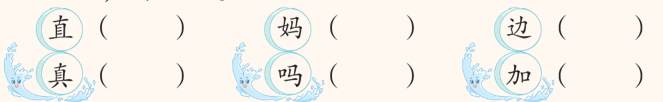 直（ ） 妈（ ） 边（ ）
真（ ） 吗（ ） 加（ ）